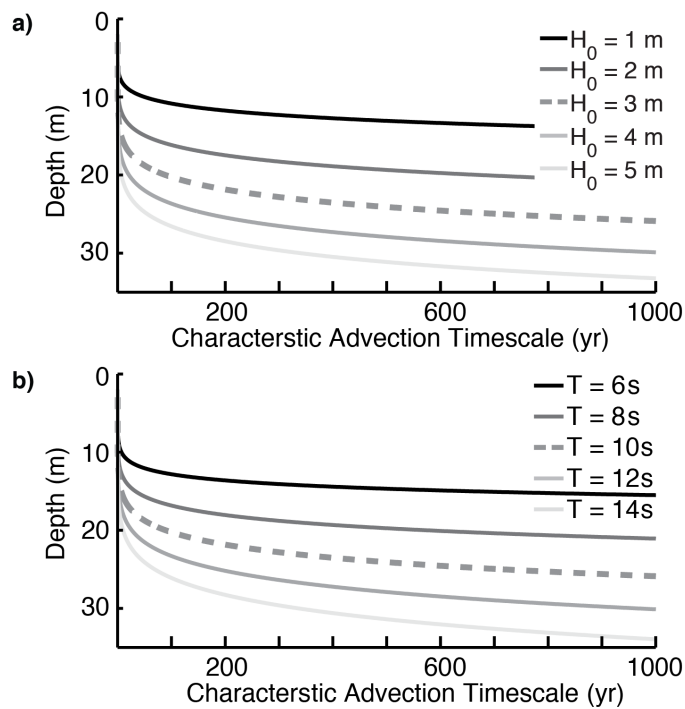 a)
0
10
20
30
Depth (m)
H0 = 1 m
H0 = 2 m
H0 = 3 m
H0 = 4 m
H0 = 5 m
200 600 1000
Characterstic Advection Timescale (yr)
b)
0
10
20
30
Depth (m)
T = 6s
T = 8s
T = 10s
T = 12s
T = 14s
200 600 1000
Characterstic Advection Timescale (yr)